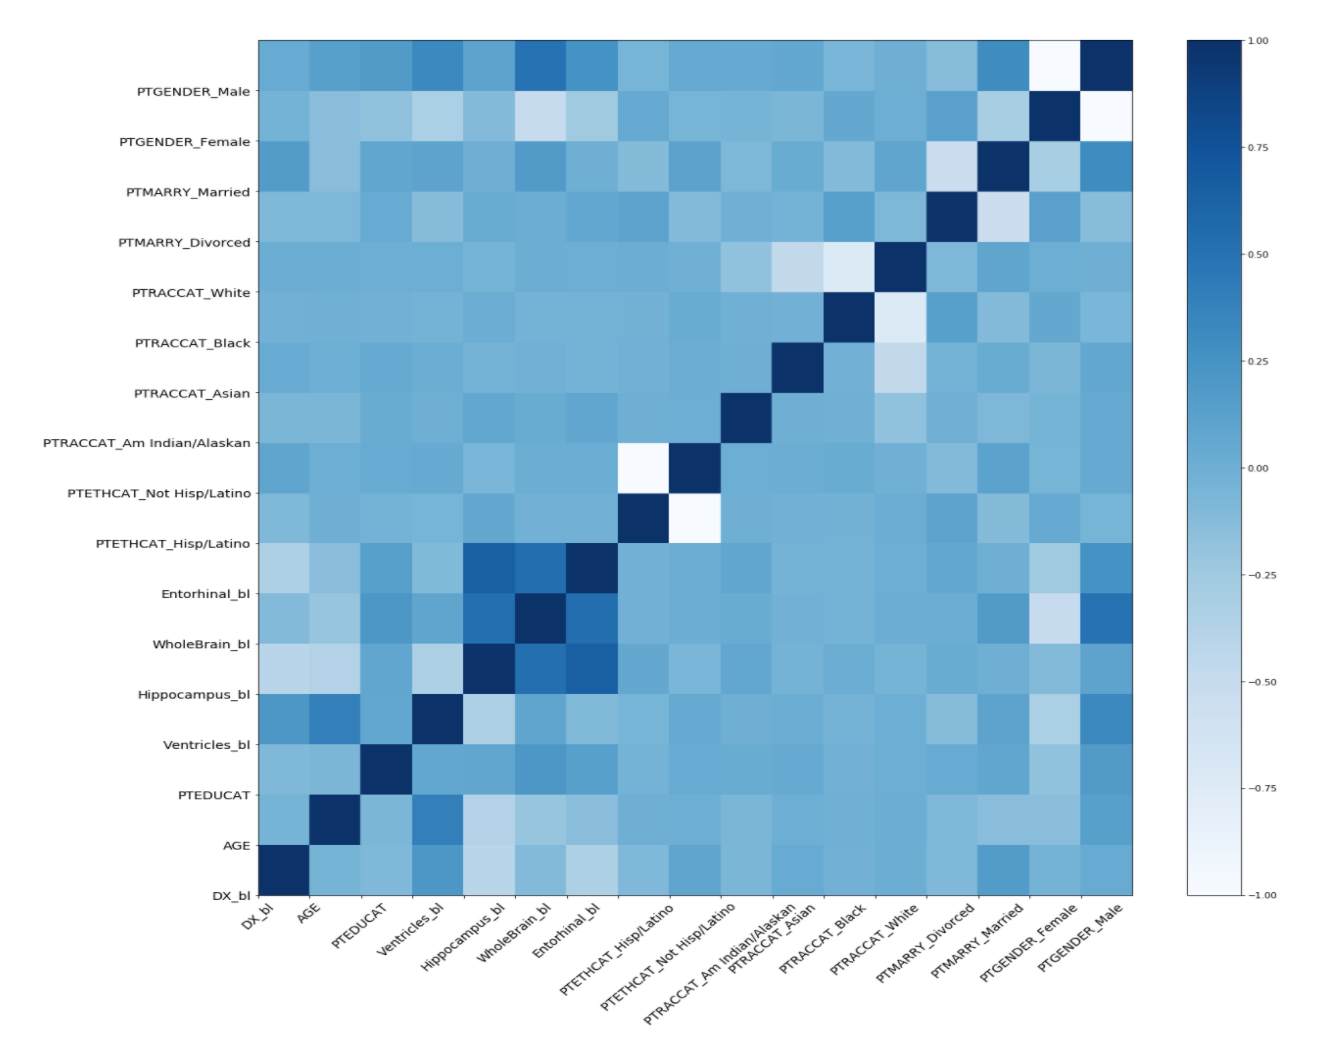 PTGENDER_Male
PTGENDER_Female
PTMARRY_Married
PTMARRY_Divorced
PTRACCAT_White
PTRACCAT_Black
PTRACCAT_Asian
PTRACCAT_Am Indian/Alaskan
PTETHCAT_Not Hisp/Latino
PTETHCAT_Hisp/Latino
Entorhinal_bl
WholeBrain_bl
Hippocampus_bl
Ventricles_bl
PTEDUCAT
AGE
DX_bl
DX_bl
AGE
PTEDUCAT
Ventricles_bl
Hippocampus_bl
WholeBrain_bl
Entorhinal_bl
PTETHCAT_Hisp/Latino
PTETHCAT_Not Hisp/Latino
PTRACCAT_Am Indian/Alaskan
PTRACCAT_Asian
PTRACCAT_Black
PTRACCAT_White
PTMARRY_Divorced
PTMARRY_Married
PTGENDER_Female
PTGENDER_Male
1.00
0.75
0.50
0.25
0.00
−0.25
−0.50
−0.75
−1.00